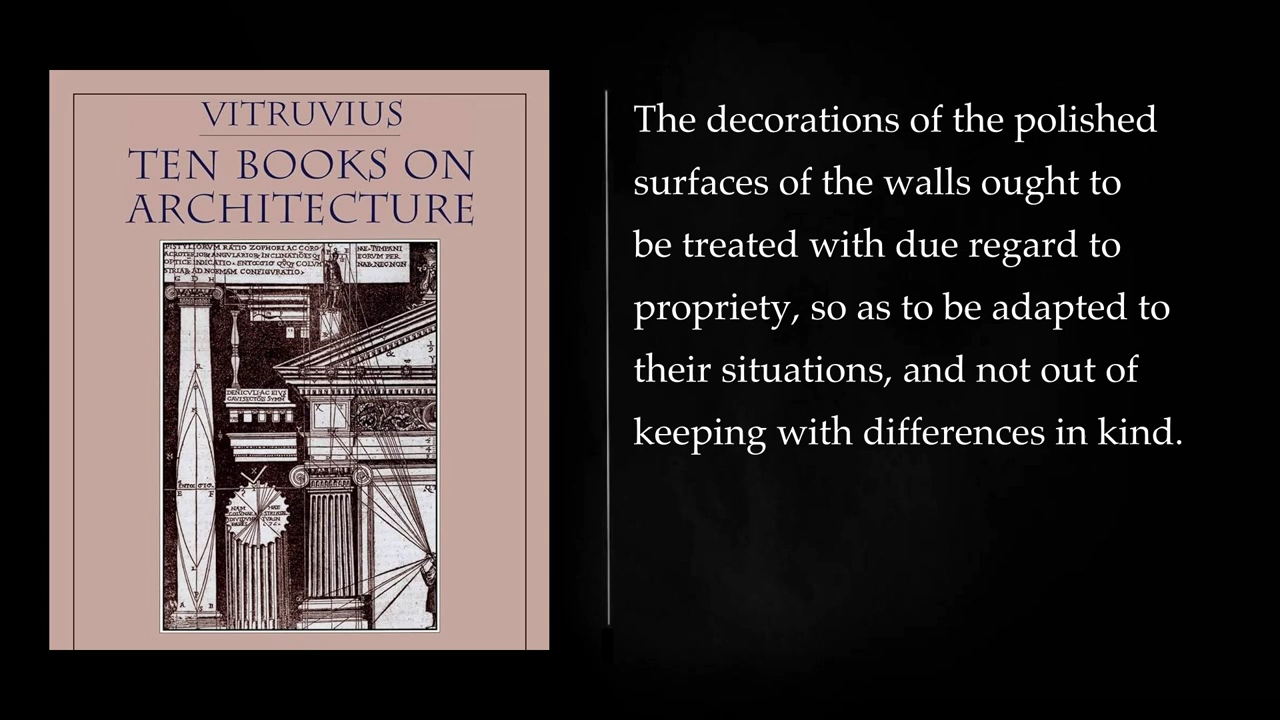 VITRUVIUS
TEN BOOKS ON
ARCHITECTURE
The decorations of the polished
surfaces of the walls ought to
be treated with due regard to
propriety, so as to be adapted to
their situations, and not out of
keeping with differences in kind.